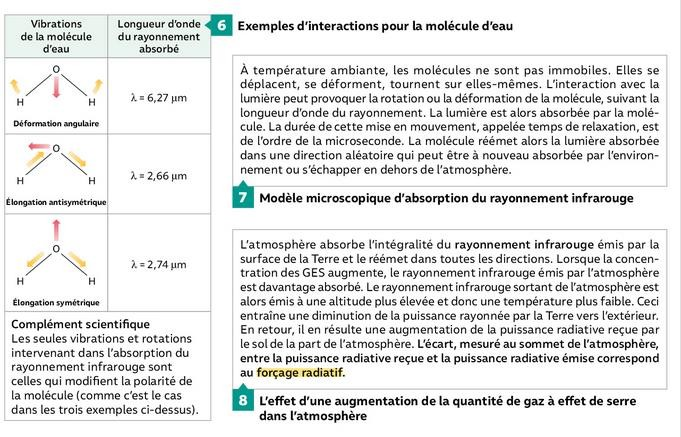 Vibrations
de la molécule
d'eau
Longueur d'onde
du rayonnement
absorbé
O
H
H
Déformation angulaire
λ = 6,27 μm
O
H
H
Élongation antisymétrique
λ = 2,66 μm
O
H
H
Élongation symétrique
λ = 2,74 μm
Complément scientifique
Les seules vibrations et rotations
intervenant dans l'absorption du
rayonnement infrarouge sont
celles qui modifient la polarité de
la molécule (comme c'est le cas
dans les trois exemples ci-dessus).
6 Exemples d'interactions pour la molécule d'eau
À température ambiante, les molécules ne sont pas immobiles. Elles se
déplacent, se déforment, tournent sur elles-mêmes. L'interaction avec la
lumière peut provoquer la rotation ou la déformation de la molécule, suivant la
longueur d'onde du rayonnement. La lumière est alors absorbée par la molé-
cule. La durée de cette mise en mouvement, appelée temps de relaxation, est
de l'ordre de la microseconde. La molécule réémet alors la lumière absorbée
dans une direction aléatoire qui peut être à nouveau absorbée par l'environ-
nement ou s'échapper en dehors de l'atmosphère.
7 Modèle microscopique d'absorption du rayonnement infrarouge
L'atmosphère absorbe l'intégralité du rayonnement infrarouge émis par la
surface de la Terre et le réémet dans toutes les directions. Lorsque la concen-
tration des GES augmente, le rayonnement infrarouge émis par l'atmosphère
est davantage absorbé. Le rayonnement infrarouge sortant de l'atmosphère est
alors émis à une altitude plus élevée et donc une température plus faible. Ceci
entraîne une diminution de la puissance rayonnée par la Terre vers l'extérieur.
En retour, il en résulte une augmentation de la puissance radiative reçue par
le sol de la part de l'atmosphère. L'écart, mesuré au sommet de l'atmosphère,
entre la puissance radiative reçue et la puissance radiative émise correspond
au forçage radiatif.
8 L'effet d'une augmentation de la quantité de gaz à effet de serre
dans l'atmosphère